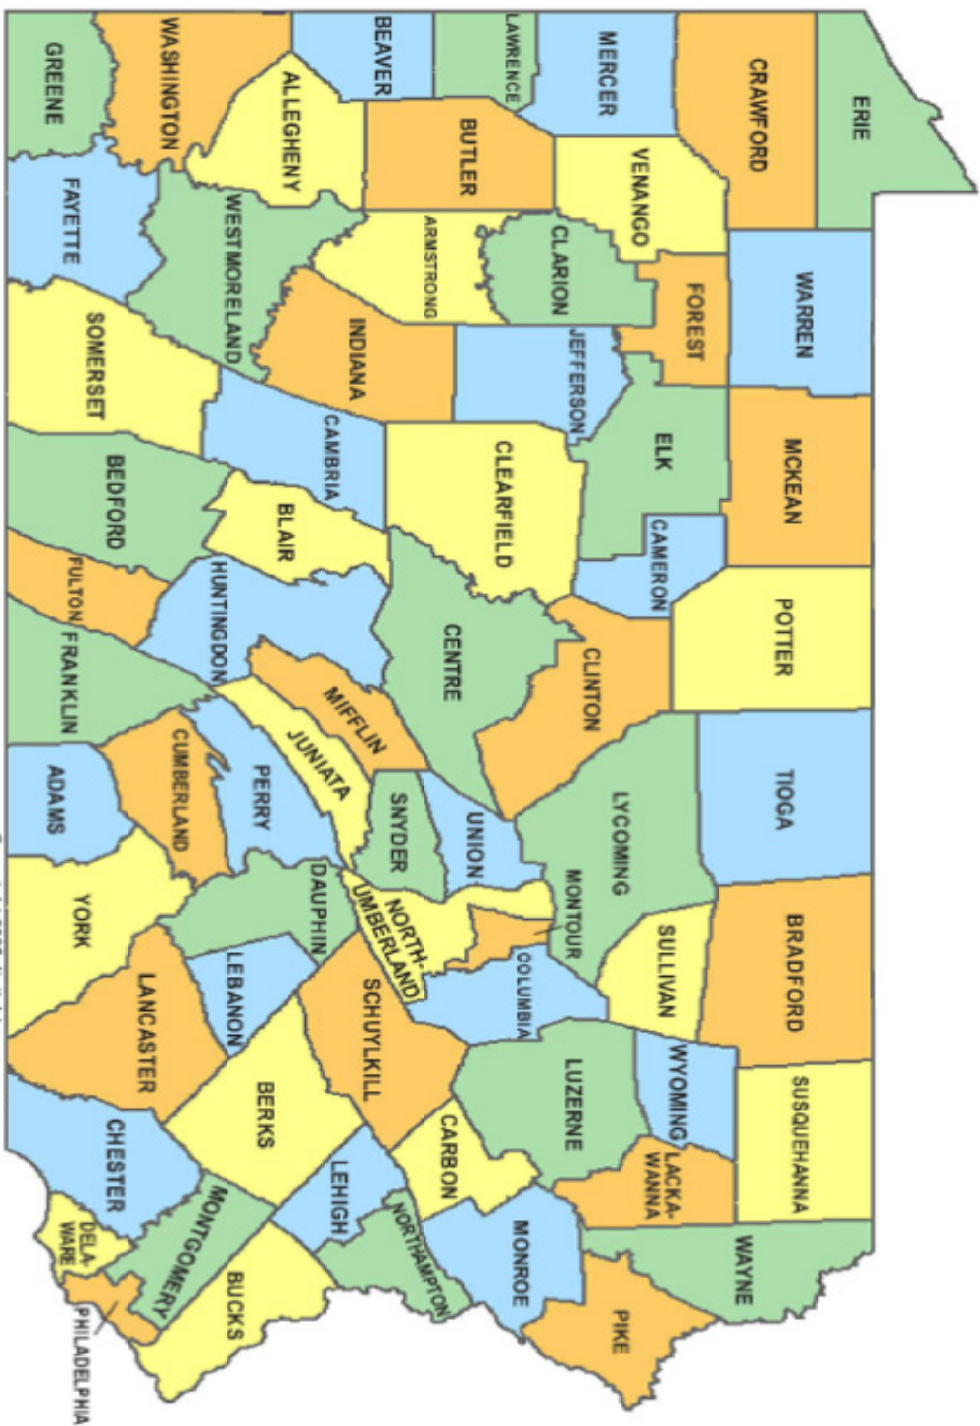 ERIE
CRAWFORD
WARREN
MCKEAN
POTTER
TIOGA
BRADFORD
SUSQUEHANNA
WAYNE
MERCER
VENANGO
FOREST
ELK
CAMERON
CLINTON
LYCOMING
SULLIVAN
WYOMING
LACKA-
WANNA
PIKE
LAWRENCE
BUTLER
CLARION
JEFFERSON
CLEARFIELD
CENTRE
UNION
MONTOUR
COLUMBIA
LUZERNE
MONROE
BEAVER
ARMSTRONG
INDIANA
CAMBRIA
BLAIR
HUNTINGDON
MIFFLIN
JUNIATA
SNYDER
NORTH-
UMBERLAND
SCHUYLKILL
CARBON
NORTHAMPTON
ALLEGHENY
WESTMORELAND
PERRY
DAUPHIN
LEBANON
BERKS
LEHIGH
BUCKS
WASHINGTON
CUMBERLAND
LANCASTER
MONTGOMERY
GREENE
FAYETTE
SOMERSET
BEDFORD
FULTON
FRANKLIN
ADAMS
YORK
CHESTER
DELA-
WARE
PHILADELPHIA